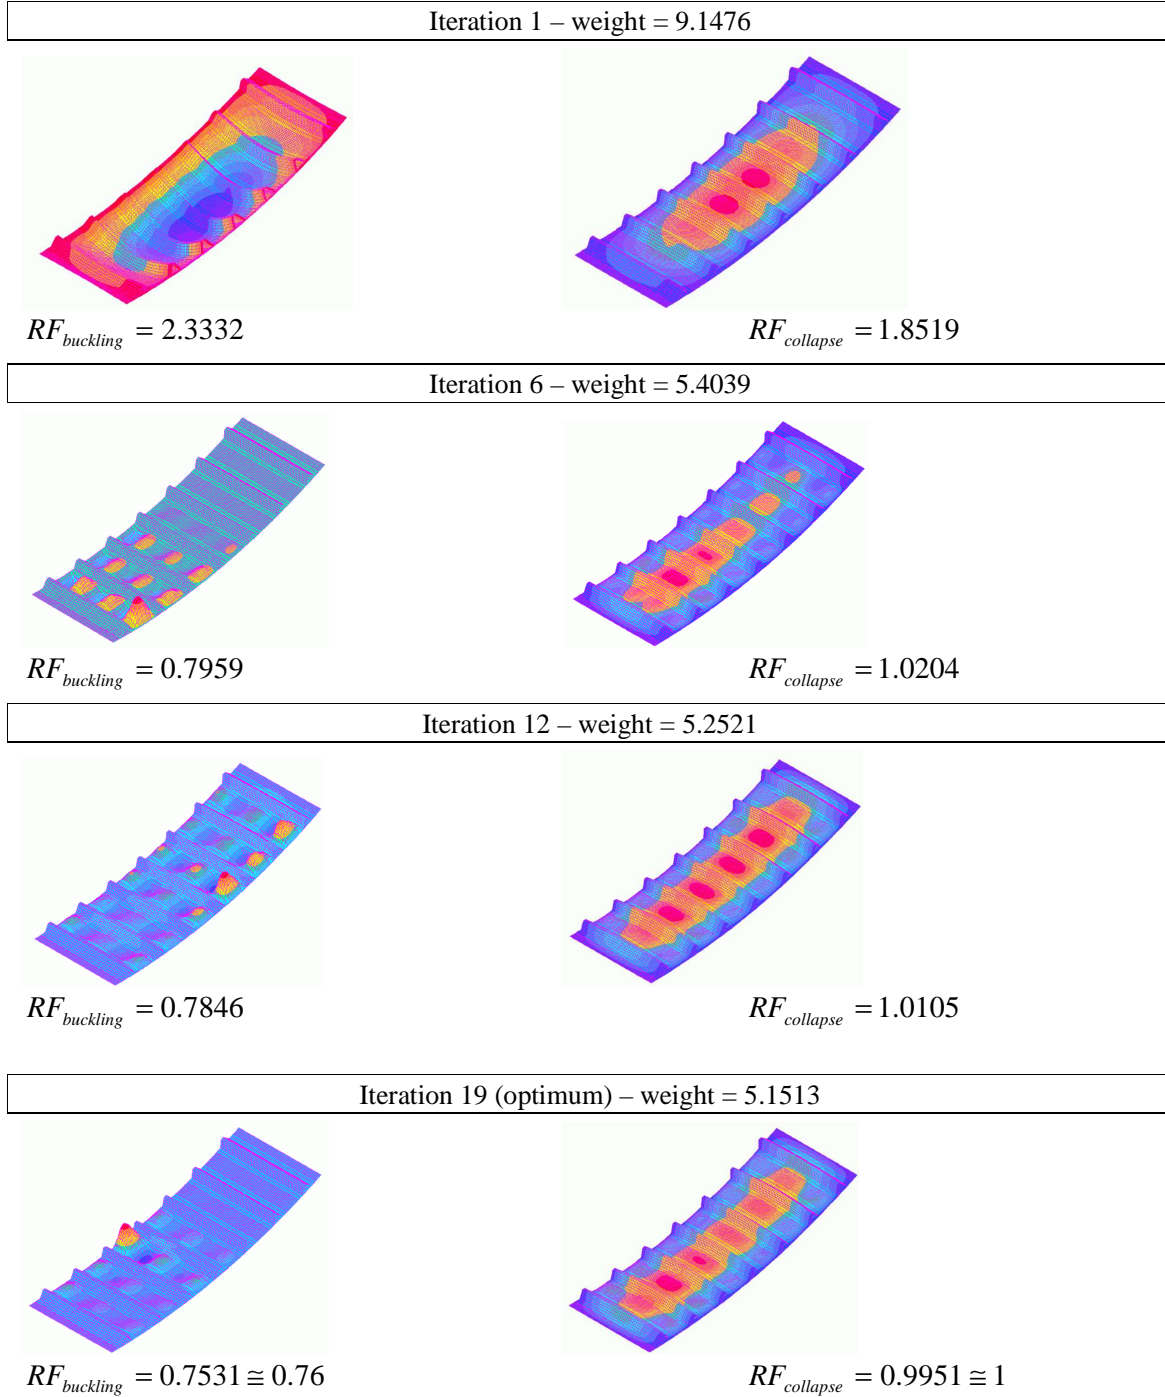 Iteration 1 – weight = 9.1476
RF_buckling = 2.3332
RF_collapse = 1.8519
Iteration 6 – weight = 5.4039
RF_buckling = 0.7959
RF_collapse = 1.0204
Iteration 12 – weight = 5.2521
RF_buckling = 0.7846
RF_collapse = 1.0105
Iteration 19 (optimum) – weight = 5.1513
RF_buckling = 0.7531 ≅ 0.76
RF_collapse = 0.9951 ≅ 1